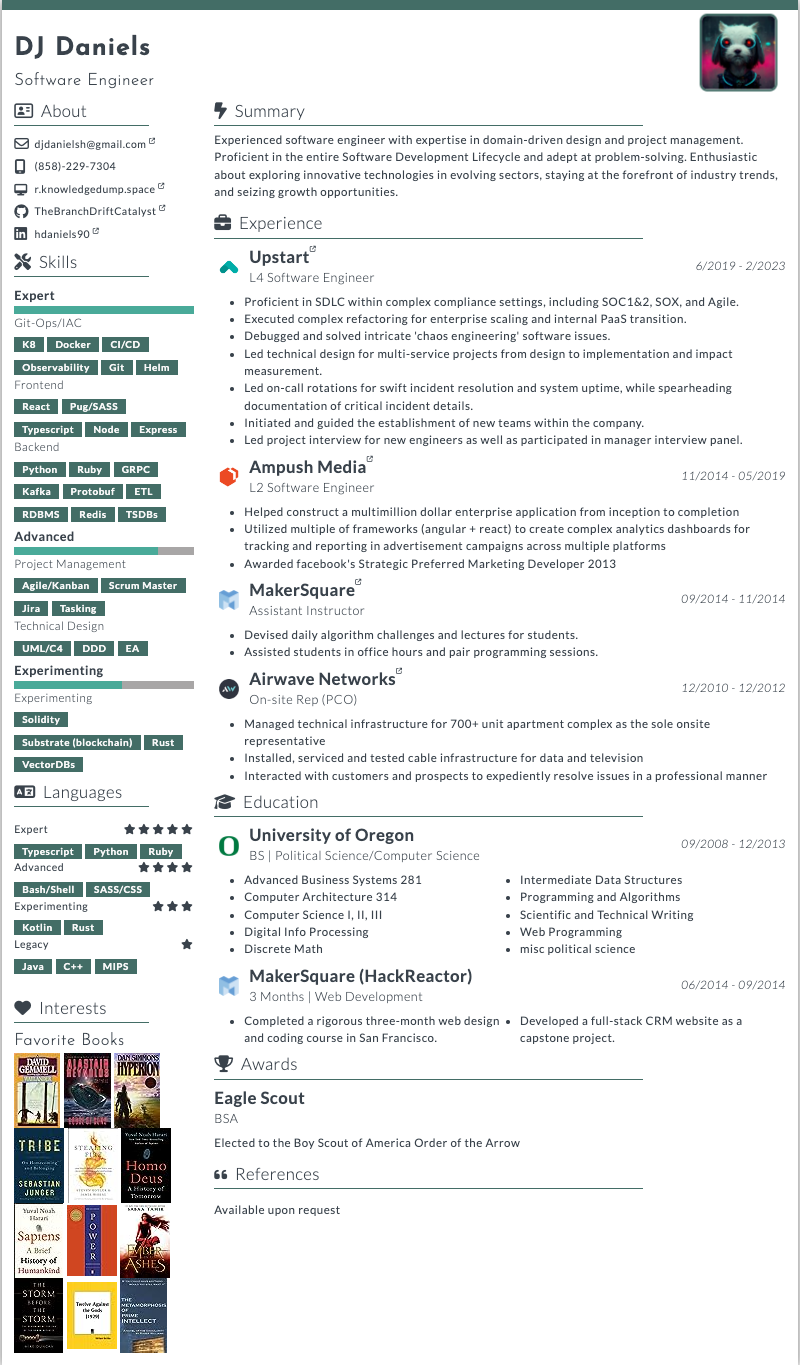 DJ Daniels
Software Engineer
About
djdanielsh@gmail.com
(858)-229-7304
r.knowledgedump.space
TheBranchDriftCatalyst
hdaniels90
Skills
Expert
Git-Ops/IAC
K8 Docker CI/CD
Observability Git Helm
Frontend
React Pug/SASS
Typescript Node Express
Backend
Python Ruby GRPC
Kafka Protobuf ETL
RDBMS Redis TSDBs
Advanced
Project Management
Agile/Kanban Scrum Master
Jira Tasking
Technical Design
UML/C4 DDD EA
Experimenting
Experimenting
Solidity
Substrate (blockchain) Rust
VectorDBs
Languages
Expert
Typescript Python Ruby
Advanced
Bash/Shell SASS/CSS
Experimenting
Kotlin Rust
Legacy
Java C++ MIPS
Interests
Favorite Books
DAVID
GEMMELL
ALASTAIR
REYNOLDS
DAN SIMMONS
HYPERION
TRIBE
On Homecoming and Belonging
SEBASTIAN
JUNGER
STEALING
FIRE
Yuval Noah Harari
Homo
Deus
A History of
Tomorrow
Yuval Noah
Harari
Sapiens
A Brief
History of
Humankind
POWER
SABAA TAHIR
EMBER
ASHES
THE
STORM
BEFORE
THE
STORM
MIKE DUNCAN
Twelve Against
the Gods
(1929)
THE
METAMORPHOSIS
OF
PRIME
INTELLECT
Summary
Experienced software engineer with expertise in domain-driven design and project management.
Proficient in the entire Software Development Lifecycle and adept at problem-solving. Enthusiastic
about exploring innovative technologies in evolving sectors, staying at the forefront of industry trends,
and seizing growth opportunities.
Experience
Upstart
L4 Software Engineer
6/2019 - 2/2023
• Proficient in SDLC within complex compliance settings, including SOC1&2, SOX, and Agile.
• Executed complex refactoring for enterprise scaling and internal PaaS transition.
• Debugged and solved intricate 'chaos engineering' software issues.
• Led technical design for multi-service projects from design to implementation and impact
measurement.
• Led on-call rotations for swift incident resolution and system uptime, while spearheading
documentation of critical incident details.
• Initiated and guided the establishment of new teams within the company.
• Led project interview for new engineers as well as participated in manager interview panel.
Ampush Media
L2 Software Engineer
11/2014 - 05/2019
• Helped construct a multimillion dollar enterprise application from inception to completion
• Utilized multiple of frameworks (angular + react) to create complex analytics dashboards for
tracking and reporting in advertisement campaigns across multiple platforms
• Awarded facebook's Strategic Preferred Marketing Developer 2013
MakerSquare
Assistant Instructor
09/2014 - 11/2014
• Devised daily algorithm challenges and lectures for students.
• Assisted students in office hours and pair programming sessions.
Airwave Networks
On-site Rep (PCO)
12/2010 - 12/2012
• Managed technical infrastructure for 700+ unit apartment complex as the sole onsite
representative
• Installed, serviced and tested cable infrastructure for data and television
• Interacted with customers and prospects to expediently resolve issues in a professional manner
Education
University of Oregon
BS | Political Science/Computer Science
09/2008 - 12/2013
• Advanced Business Systems 281
• Computer Architecture 314
• Computer Science I, II, III
• Digital Info Processing
• Discrete Math
• Intermediate Data Structures
• Programming and Algorithms
• Scientific and Technical Writing
• Web Programming
• misc political science
MakerSquare (HackReactor)
3 Months | Web Development
06/2014 - 09/2014
• Completed a rigorous three-month web design
and coding course in San Francisco.
• Developed a full-stack CRM website as a
capstone project.
Awards
Eagle Scout
BSA
Elected to the Boy Scout of America Order of the Arrow
References
Available upon request